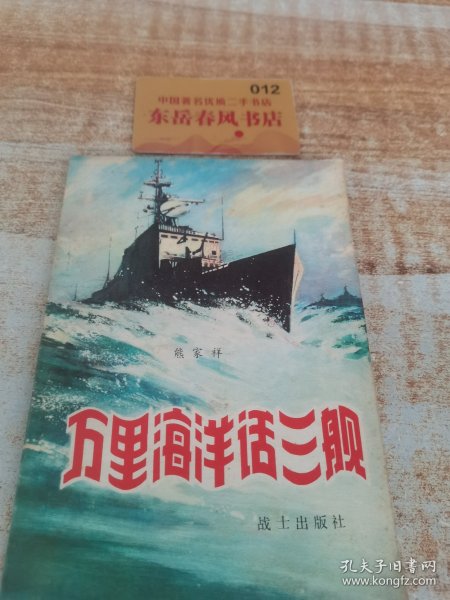 012
中国著名优质二手书店
东岳春风书店
熊家祥
万里海洋话三舰
战士出版社
孔夫子旧书网
www.kongfz.com